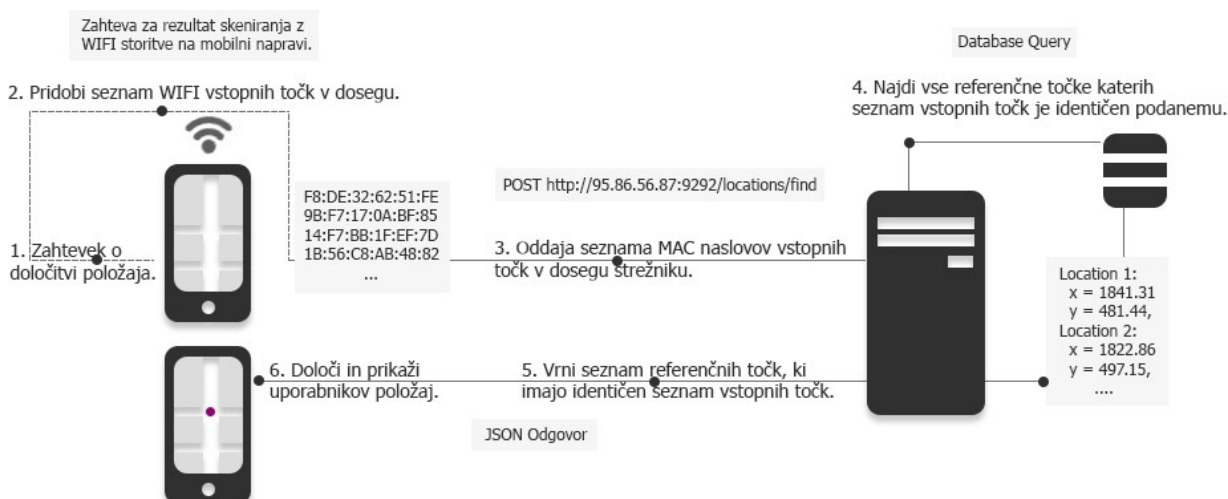 Zahteva za rezultat skeniranja z
WIFI storitve na mobilni napravi.
2. Pridobi seznam WIFI vstopnih točk v dosegu.
1. Zahtevek o
določitvi položaja.
F8:DE:32:62:51:FE
9B:F7:17:0A:BF:85
14:F7:BB:1F:EF:7D
1B:56:C8:AB:48:82
...
POST http://95.86.56.87:9292/locations/find
3. Oddaja seznama MAC naslovov vstopnih
točk v dosegu strežniku.
Database Query
4. Najdi vse referenčne točke katerih
seznam vstopnih točk je identičen podanemu.
Location 1:
x = 1841.31
y = 481.44,
Location 2:
x = 1822.86
y = 497.15,
....
5. Vrni seznam referenčnih točk, ki
imajo identičen seznam vstopnih točk.
JSON Odgovor
6. Določi in prikaži
uporabnikov položaj.